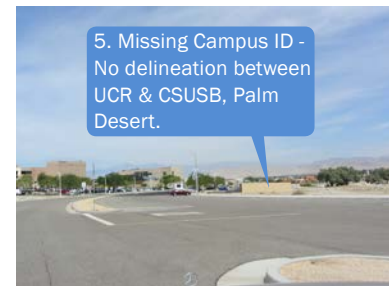 5. Missing Campus ID -
No delineation between
UCR & CSUSB, Palm
Desert.